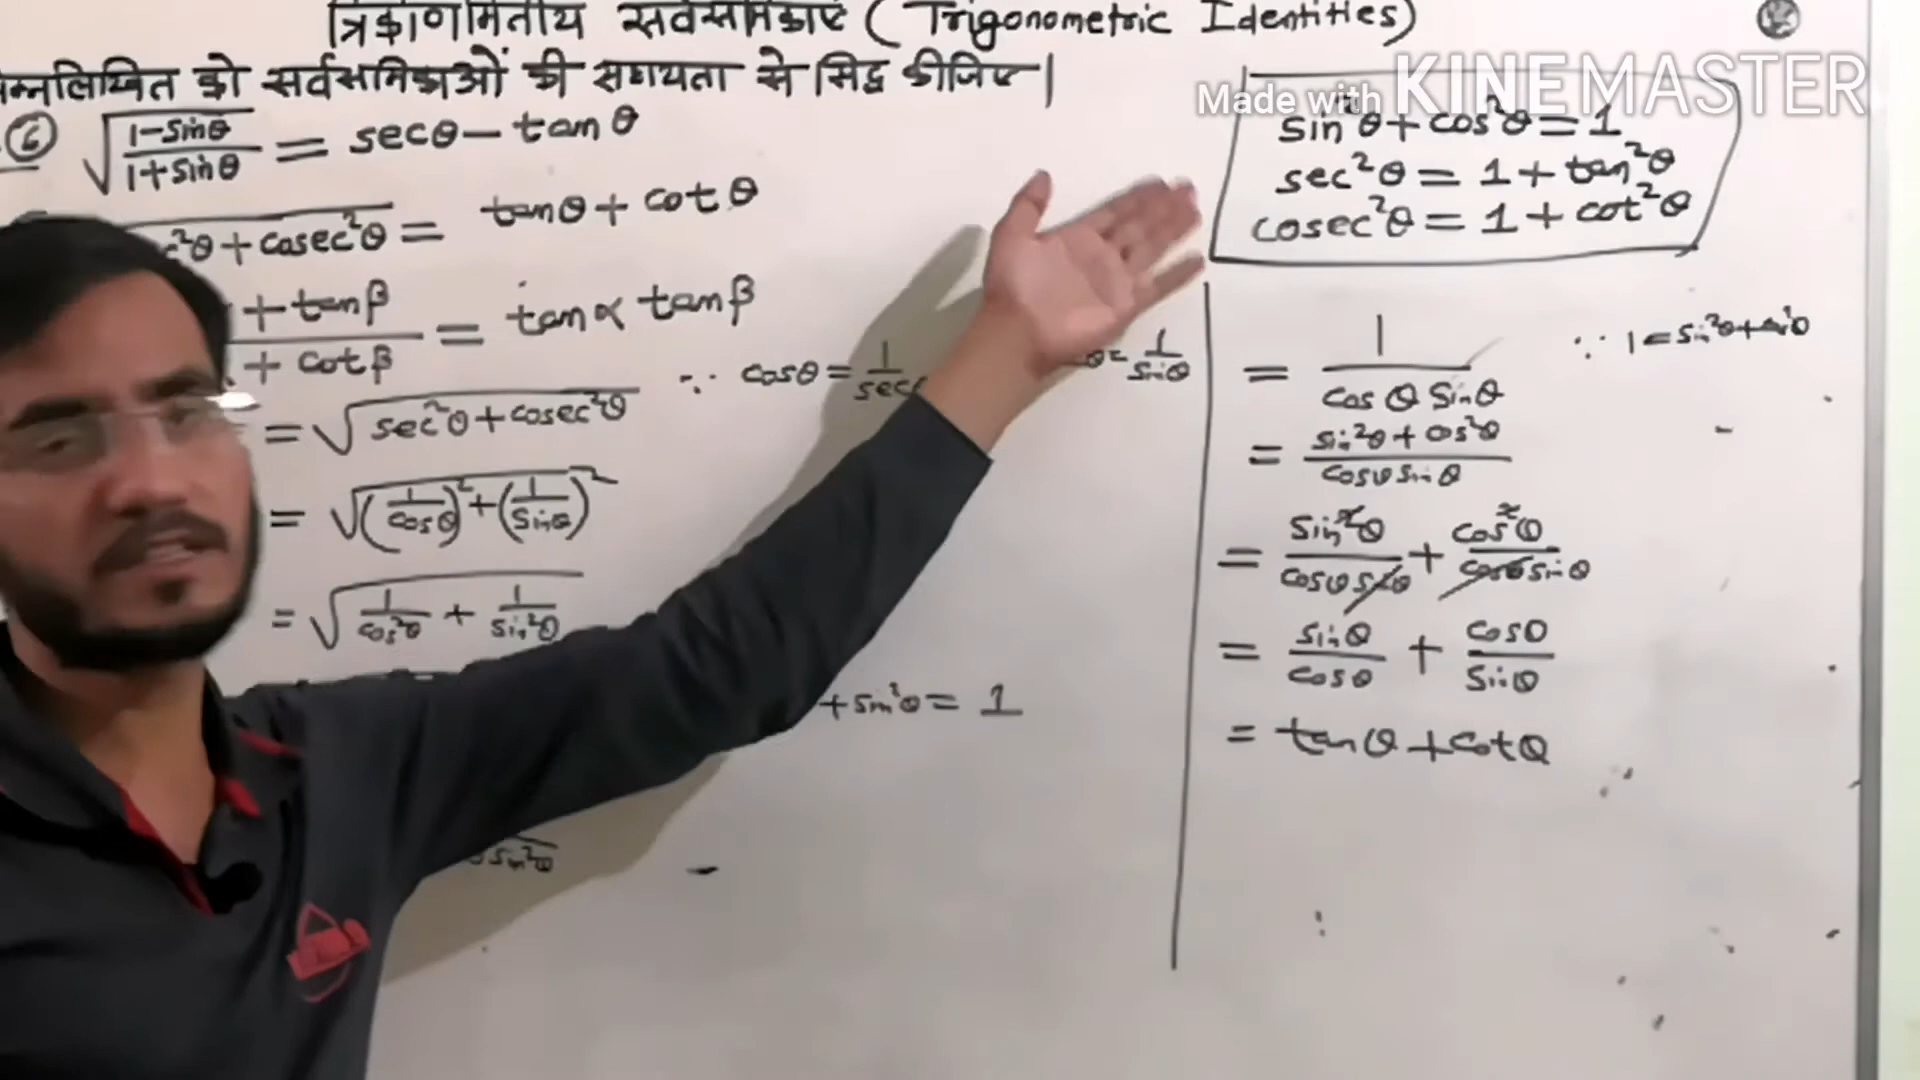 त्रिकोणमितीय सर्वसमिकाएं ( Trigonometric Identities)
निम्नलिखित को सर्वसमिकाओं की सहायता से सिद्ध कीजिए।
Made with KINEMASTER
⑥ √((1-sinθ)/(1+sinθ)) = secθ - tanθ
θ + cosec²θ = tanθ + cotθ
+ tanβ / + cotβ = tanα tanβ
= √(sec²θ + cosec²θ) ∵ cosθ = 1/sec
θ = 1/sinθ
= √((1/cosθ)² + (1/sinθ)²)
= √(1/cos²θ + 1/sin²θ)
+ sin²θ = 1
sin²θ
sin²θ + cos²θ = 1
sec²θ = 1 + tan²θ
cosec²θ = 1 + cot²θ
= 1/(cosθ sinθ) ∵ 1 = sin²θ +
= (sin²θ + cos²θ)/(cosθ sinθ)
= sin²θ/(cosθ sinθ) + cos²θ/(cosθ sinθ)
= sinθ/cosθ + cosθ/sinθ
= tanθ + cotθ